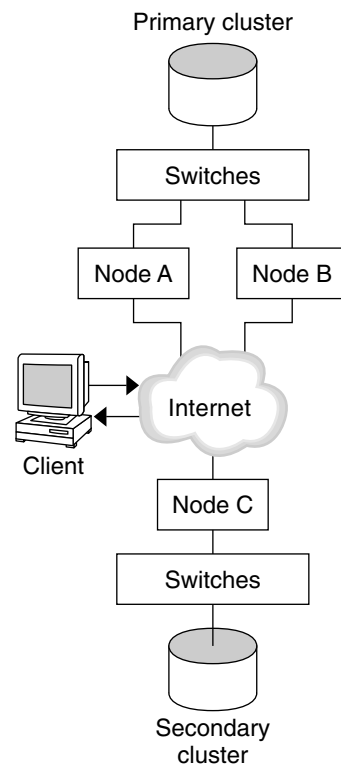 Primary cluster
Switches
Node A
Node B
Internet
Client
Node C
Switches
Secondary
cluster